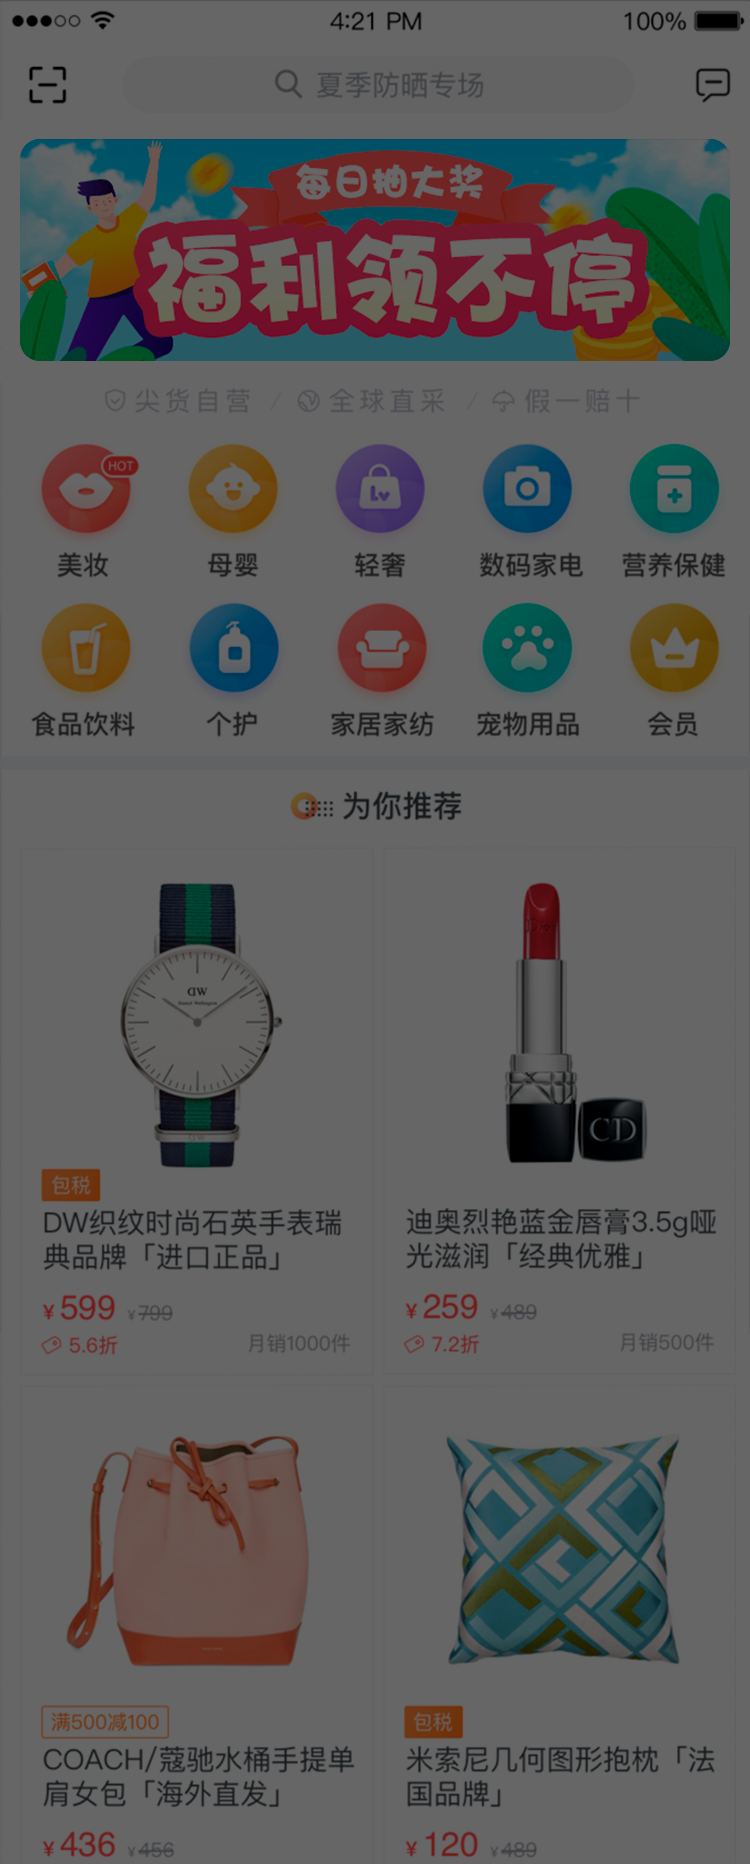 4:21 PM
100%
夏季防晒专场
每日抽大奖
福利领不停
尖货自营 / 全球直采 / 假一赔十
HOT
Lv
美妆 母婴 轻奢 数码家电 营养保健
食品饮料 个护 家居家纺 宠物用品 会员
为你推荐
DW
Daniel Wellington
DW
包税
DW织纹时尚石英手表瑞
典品牌「进口正品」
¥599 ¥799
5.6折 月销1000件
CD
迪奥烈艳蓝金唇膏3.5g哑
光滋润「经典优雅」
¥259 ¥489
7.2折 月销500件
满500减100
COACH/蔻驰水桶手提单
肩女包「海外直发」
¥436 ¥456
包税
米索尼几何图形抱枕「法
国品牌」
¥120 ¥489